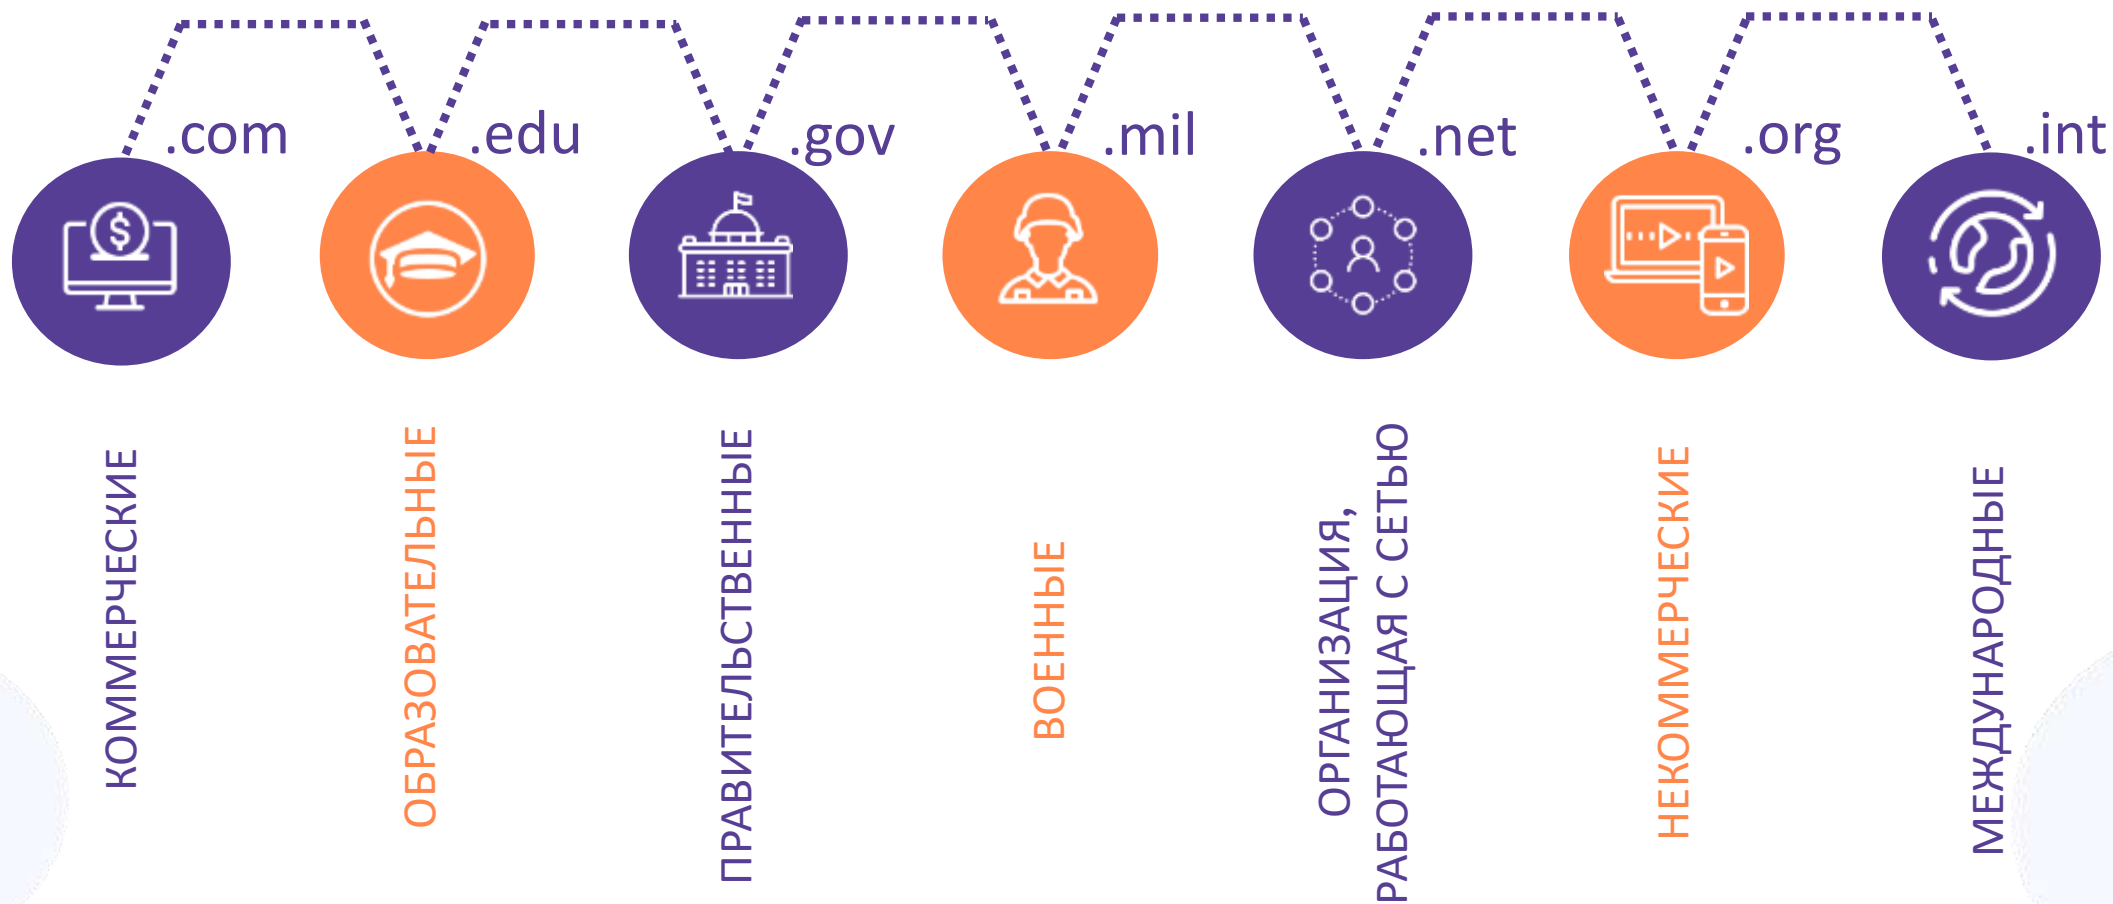 .com
.edu
.gov
.mil
.net
.org
.int
КОММЕРЧЕСКИЕ
ОБРАЗОВАТЕЛЬНЫЕ
ПРАВИТЕЛЬСТВЕННЫЕ
ВОЕННЫЕ
ОРГАНИЗАЦИЯ,
РАБОТАЮЩАЯ С СЕТЬЮ
НЕКОММЕРЧЕСКИЕ
МЕЖДУНАРОДНЫЕ